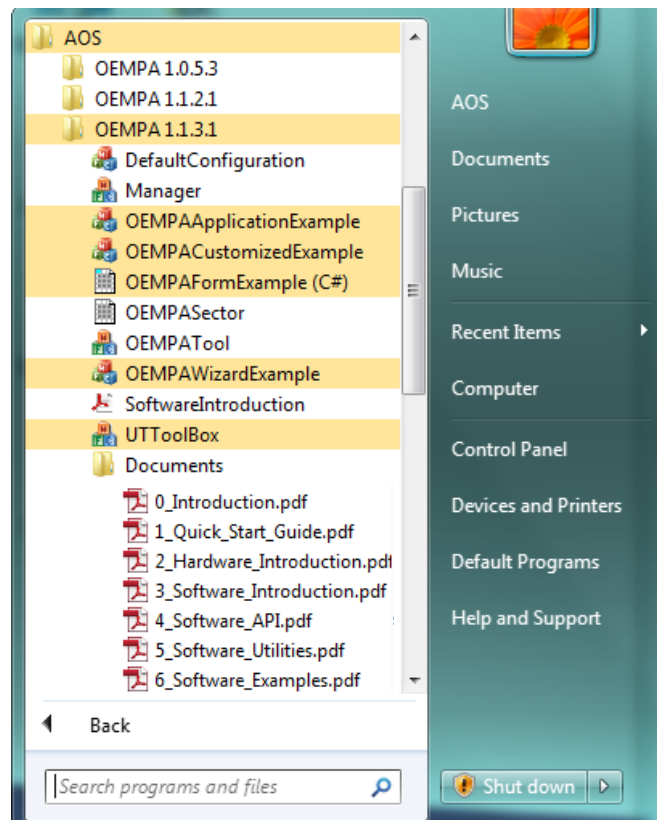 AOS
OEMPA 1.0.5.3
OEMPA 1.1.2.1
OEMPA 1.1.3.1
DefaultConfiguration
Manager
OEMPAApplicationExample
OEMPACustomizedExample
OEMPAFormExample (C#)
OEMPASector
OEMPATool
OEMPAWizardExample
SoftwareIntroduction
UTToolBox
Documents
0_Introduction.pdf
1_Quick_Start_Guide.pdf
2_Hardware_Introduction.pdf
3_Software_Introduction.pdf
4_Software_API.pdf
5_Software_Utilities.pdf
6_Software_Examples.pdf
Back
Search programs and files
AOS
Documents
Pictures
Music
Recent Items
Computer
Control Panel
Devices and Printers
Default Programs
Help and Support
Shut down